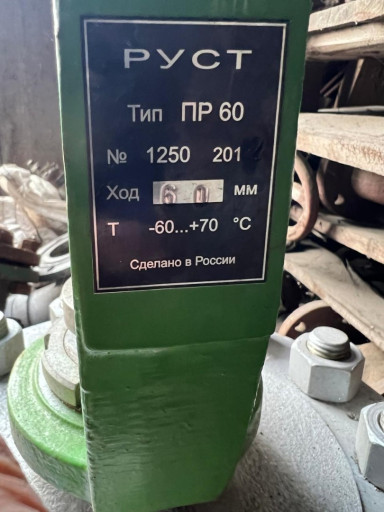 РУСТ
Тип ПР 60
№ 1250 201
Ход 60 мм
Т -60...+70 °С
Сделано в России